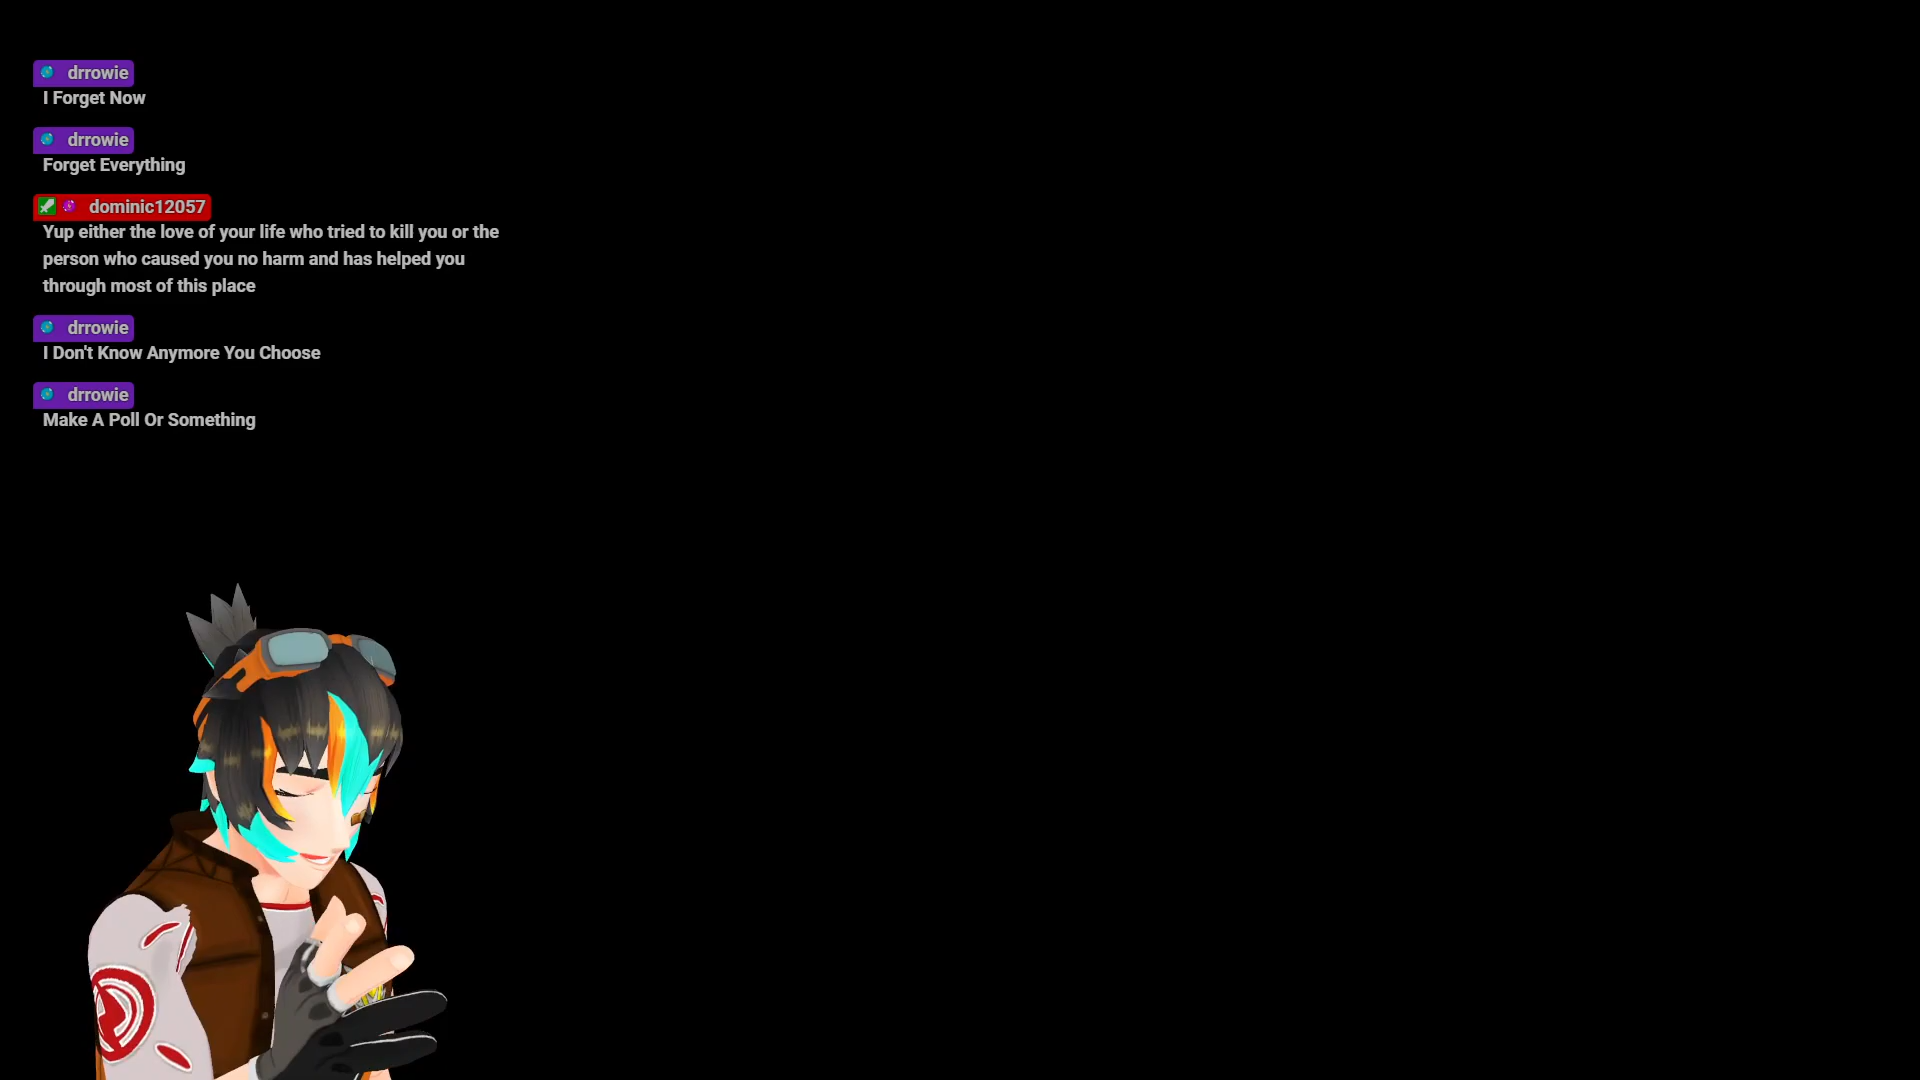 drrowie
I Forget Now
drrowie
Forget Everything
dominic12057
Yup either the love of your life who tried to kill you or the
person who caused you no harm and has helped you
through most of this place
drrowie
I Don't Know Anymore You Choose
drrowie
Make A Poll Or Something